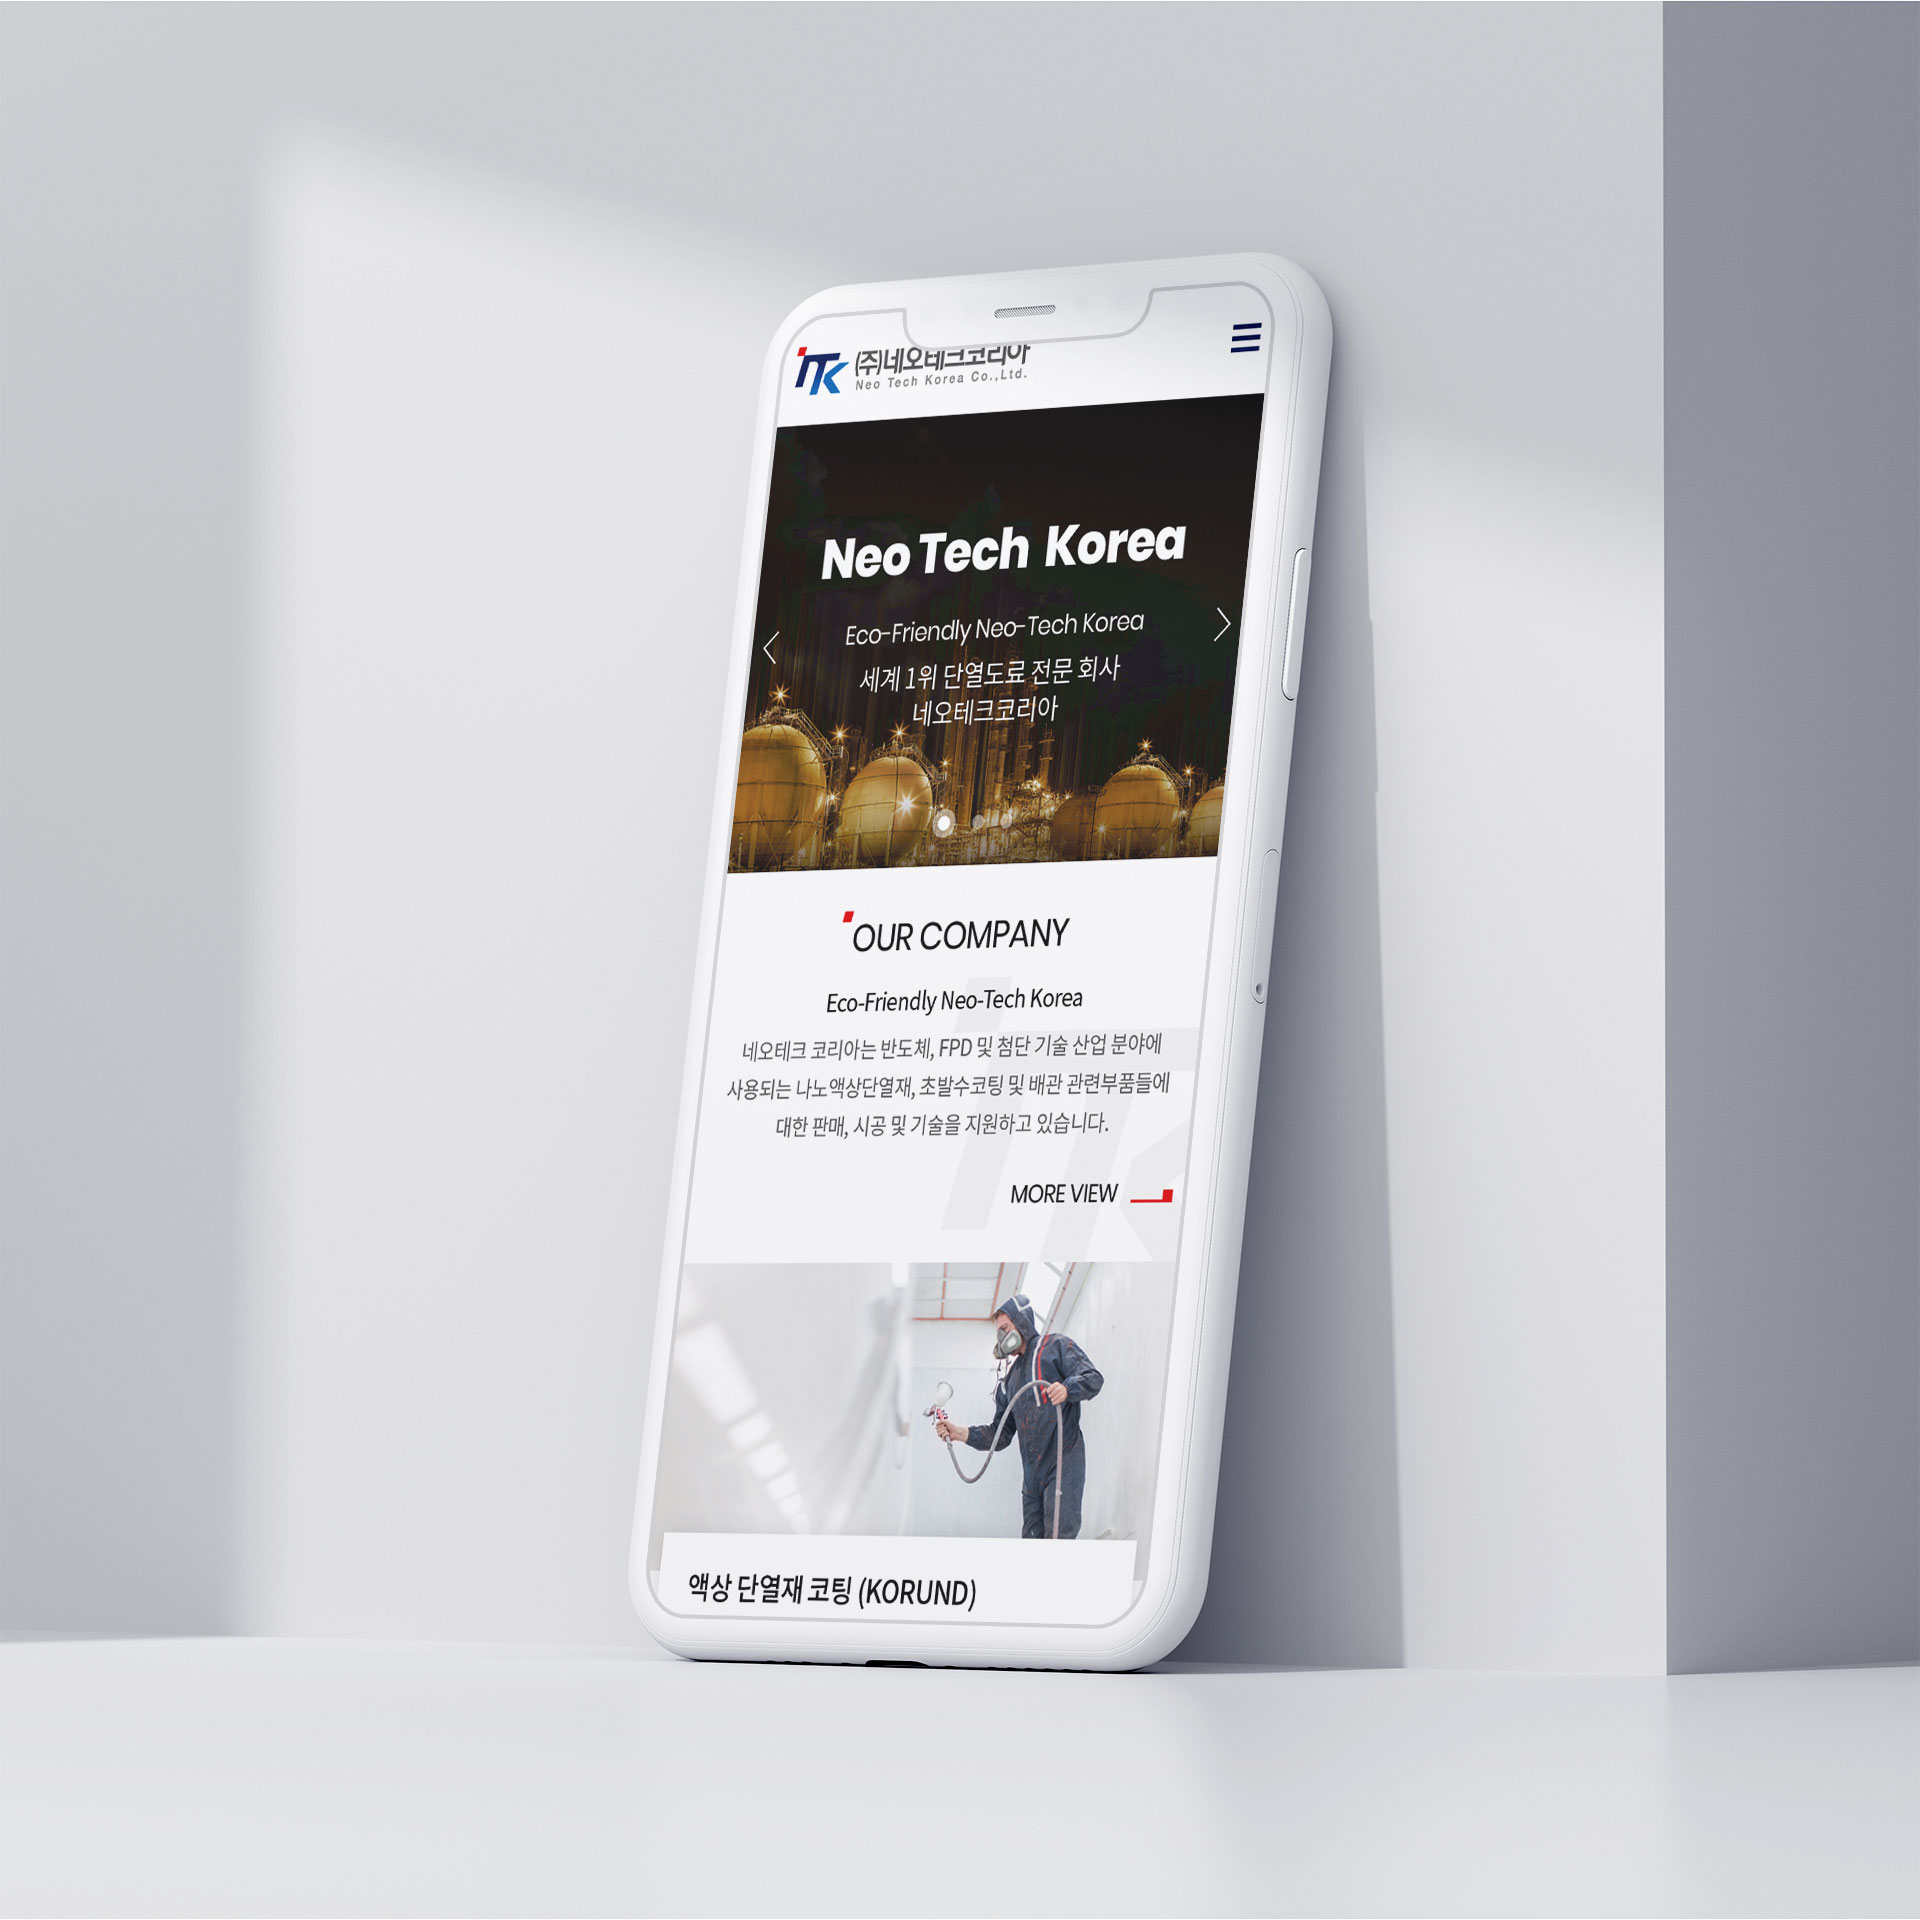 (주)네오테크코리아
Neo Tech Korea Co.,Ltd.
Neo Tech Korea
Eco-Friendly Neo-Tech Korea
세계 1위 단열도료 전문 회사
네오테크코리아
OUR COMPANY
Eco-Friendly Neo-Tech Korea
네오테크 코리아는 반도체, FPD 및 첨단 기술 산업 분야에
사용되는 나노액상단열재, 초발수코팅 및 배관 관련부품들에
대한 판매, 시공 및 기술을 지원하고 있습니다.
MORE VIEW
액상 단열재 코팅 (KORUND)